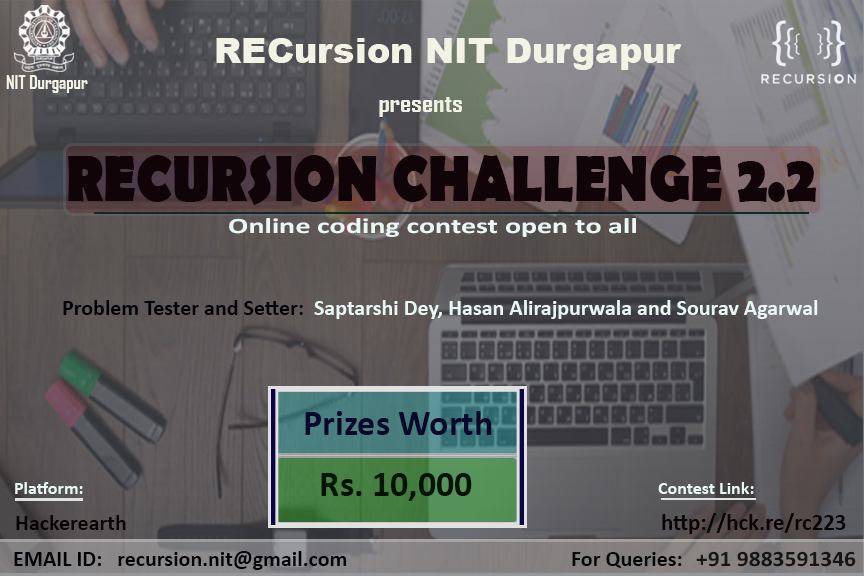 RECursion NIT Durgapur
NIT Durgapur
RECURSION
presents
RECURSION CHALLENGE 2.2
Online coding contest open to all
Problem Tester and Setter: Saptarshi Dey, Hasan Alirajpurwala and Sourav Agarwal
Prizes Worth
Rs. 10,000
Platform:
Hackerearth
Contest Link:
http://hck.re/rc223
EMAIL ID: recursion.nit@gmail.com
For Queries: +91 9883591346